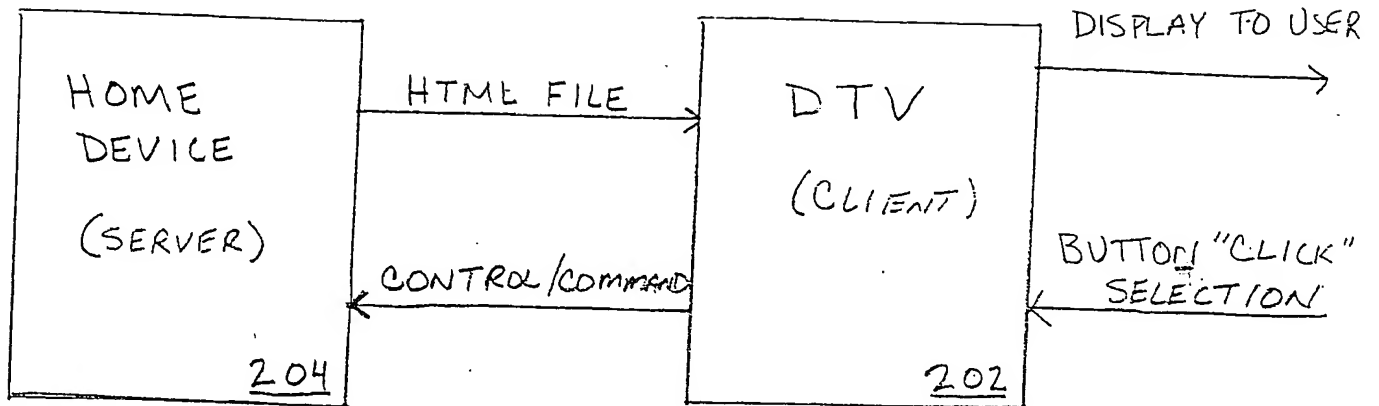 HOME
DEVICE
(SERVER)
204
HTML FILE
CONTROL/COMMAND
DTV
(CLIENT)
202
DISPLAY TO USER
BUTTON "CLICK"
SELECTION